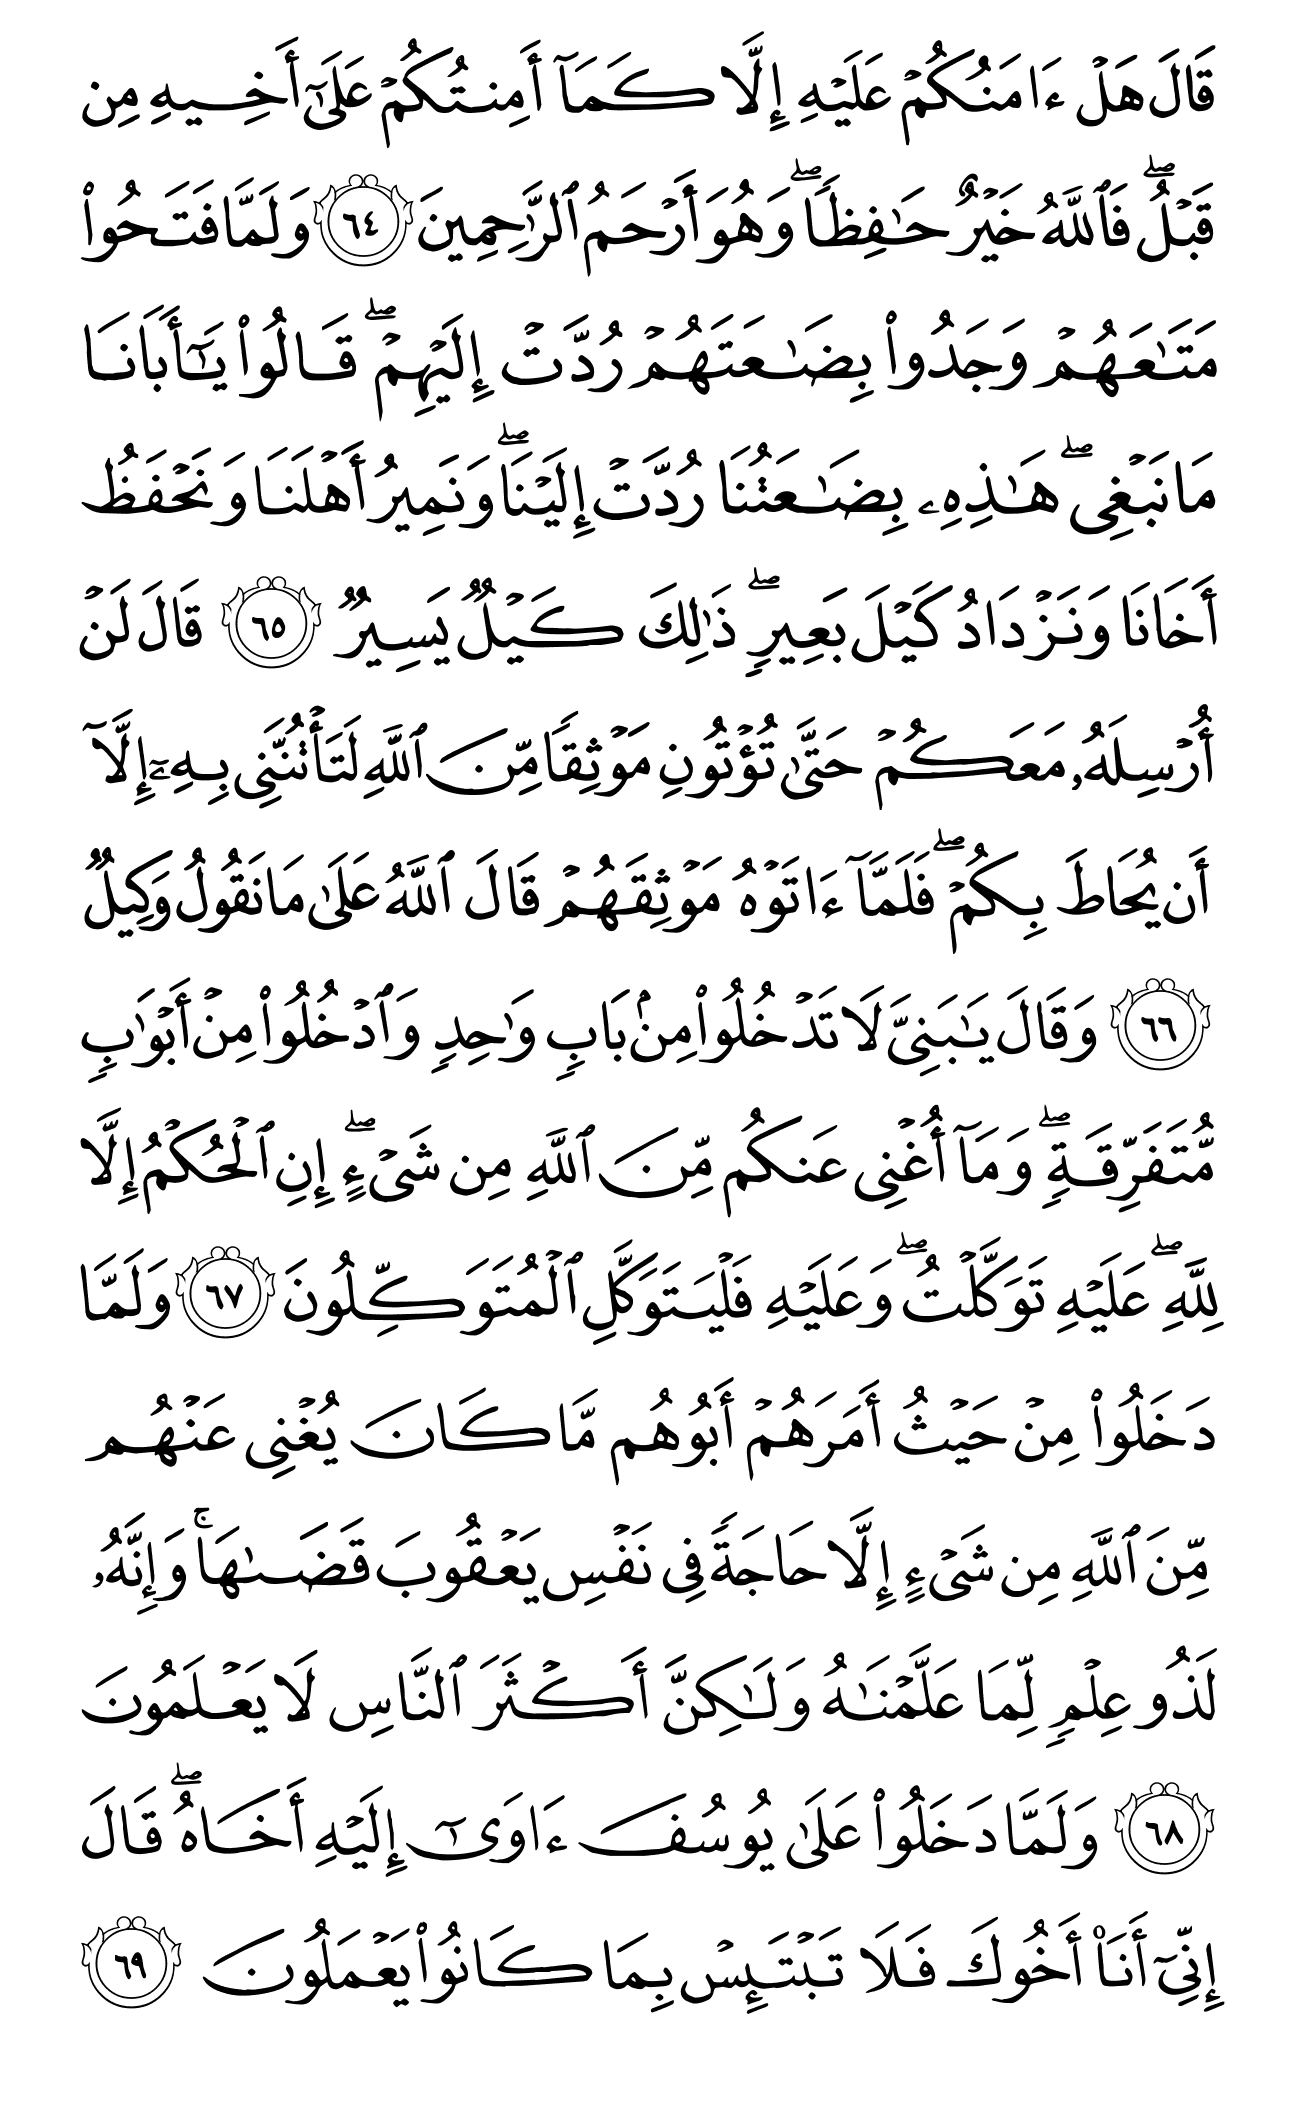 قَالَ هَلْ ءَامَنُكُمْ عَلَيْهِ إِلَّا كَمَآ أَمِنتُكُمْ عَلَىٰٓ أَخِيهِ مِن
قَبْلُ ۖ فَٱللَّهُ خَيْرٌ حَـٰفِظًا ۖ وَهُوَ أَرْحَمُ ٱلرَّٰحِمِينَ ٦٤ وَلَمَّا فَتَحُوا۟
مَتَـٰعَهُمْ وَجَدُوا۟ بِضَـٰعَتَهُمْ رُدَّتْ إِلَيْهِمْ ۖ قَالُوا۟ يَـٰٓأَبَانَا
مَا نَبْغِى ۖ هَـٰذِهِۦ بِضَـٰعَتُنَا رُدَّتْ إِلَيْنَا ۖ وَنَمِيرُ أَهْلَنَا وَنَحْفَظُ
أَخَانَا وَنَزْدَادُ كَيْلَ بَعِيرٍ ۖ ذَٰلِكَ كَيْلٌ يَسِيرٌ ٦٥ قَالَ لَنْ
أُرْسِلَهُۥ مَعَكُمْ حَتَّىٰ تُؤْتُونِ مَوْثِقًا مِّنَ ٱللَّهِ لَتَأْتُنَّنِى بِهِۦٓ إِلَّآ
أَن يُحَاطَ بِكُمْ ۖ فَلَمَّآ ءَاتَوْهُ مَوْثِقَهُمْ قَالَ ٱللَّهُ عَلَىٰ مَا نَقُولُ وَكِيلٌ
٦٦ وَقَالَ يَـٰبَنِىَّ لَا تَدْخُلُوا۟ مِنۢ بَابٍ وَٰحِدٍ وَٱدْخُلُوا۟ مِنْ أَبْوَٰبٍ
مُّتَفَرِّقَةٍ ۖ وَمَآ أُغْنِى عَنكُم مِّنَ ٱللَّهِ مِن شَىْءٍ ۖ إِنِ ٱلْحُكْمُ إِلَّا
لِلَّهِ ۖ عَلَيْهِ تَوَكَّلْتُ ۖ وَعَلَيْهِ فَلْيَتَوَكَّلِ ٱلْمُتَوَكِّلُونَ ٦٧ وَلَمَّا
دَخَلُوا۟ مِنْ حَيْثُ أَمَرَهُمْ أَبُوهُم مَّا كَانَ يُغْنِى عَنْهُم
مِّنَ ٱللَّهِ مِن شَىْءٍ إِلَّا حَاجَةً فِى نَفْسِ يَعْقُوبَ قَضَىٰهَا ۚ وَإِنَّهُۥ
لَذُو عِلْمٍ لِّمَا عَلَّمْنَـٰهُ وَلَـٰكِنَّ أَكْثَرَ ٱلنَّاسِ لَا يَعْلَمُونَ
٦٨ وَلَمَّا دَخَلُوا۟ عَلَىٰ يُوسُفَ ءَاوَىٰٓ إِلَيْهِ أَخَاهُ ۖ قَالَ
إِنِّىٓ أَنَا۠ أَخُوكَ فَلَا تَبْتَئِسْ بِمَا كَانُوا۟ يَعْمَلُونَ ٦٩